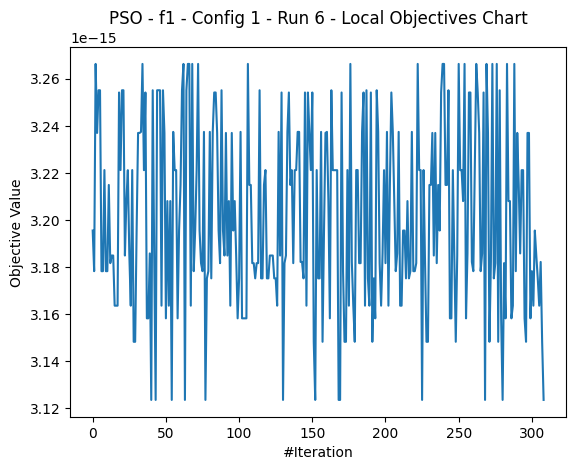 PSO - f1 - Config 1 - Run 6 - Local Objectives Chart
1e−15
3.26
3.24
3.22
3.20
3.18
3.16
3.14
3.12
Objective Value
0 50 100 150 200 250 300
#Iteration